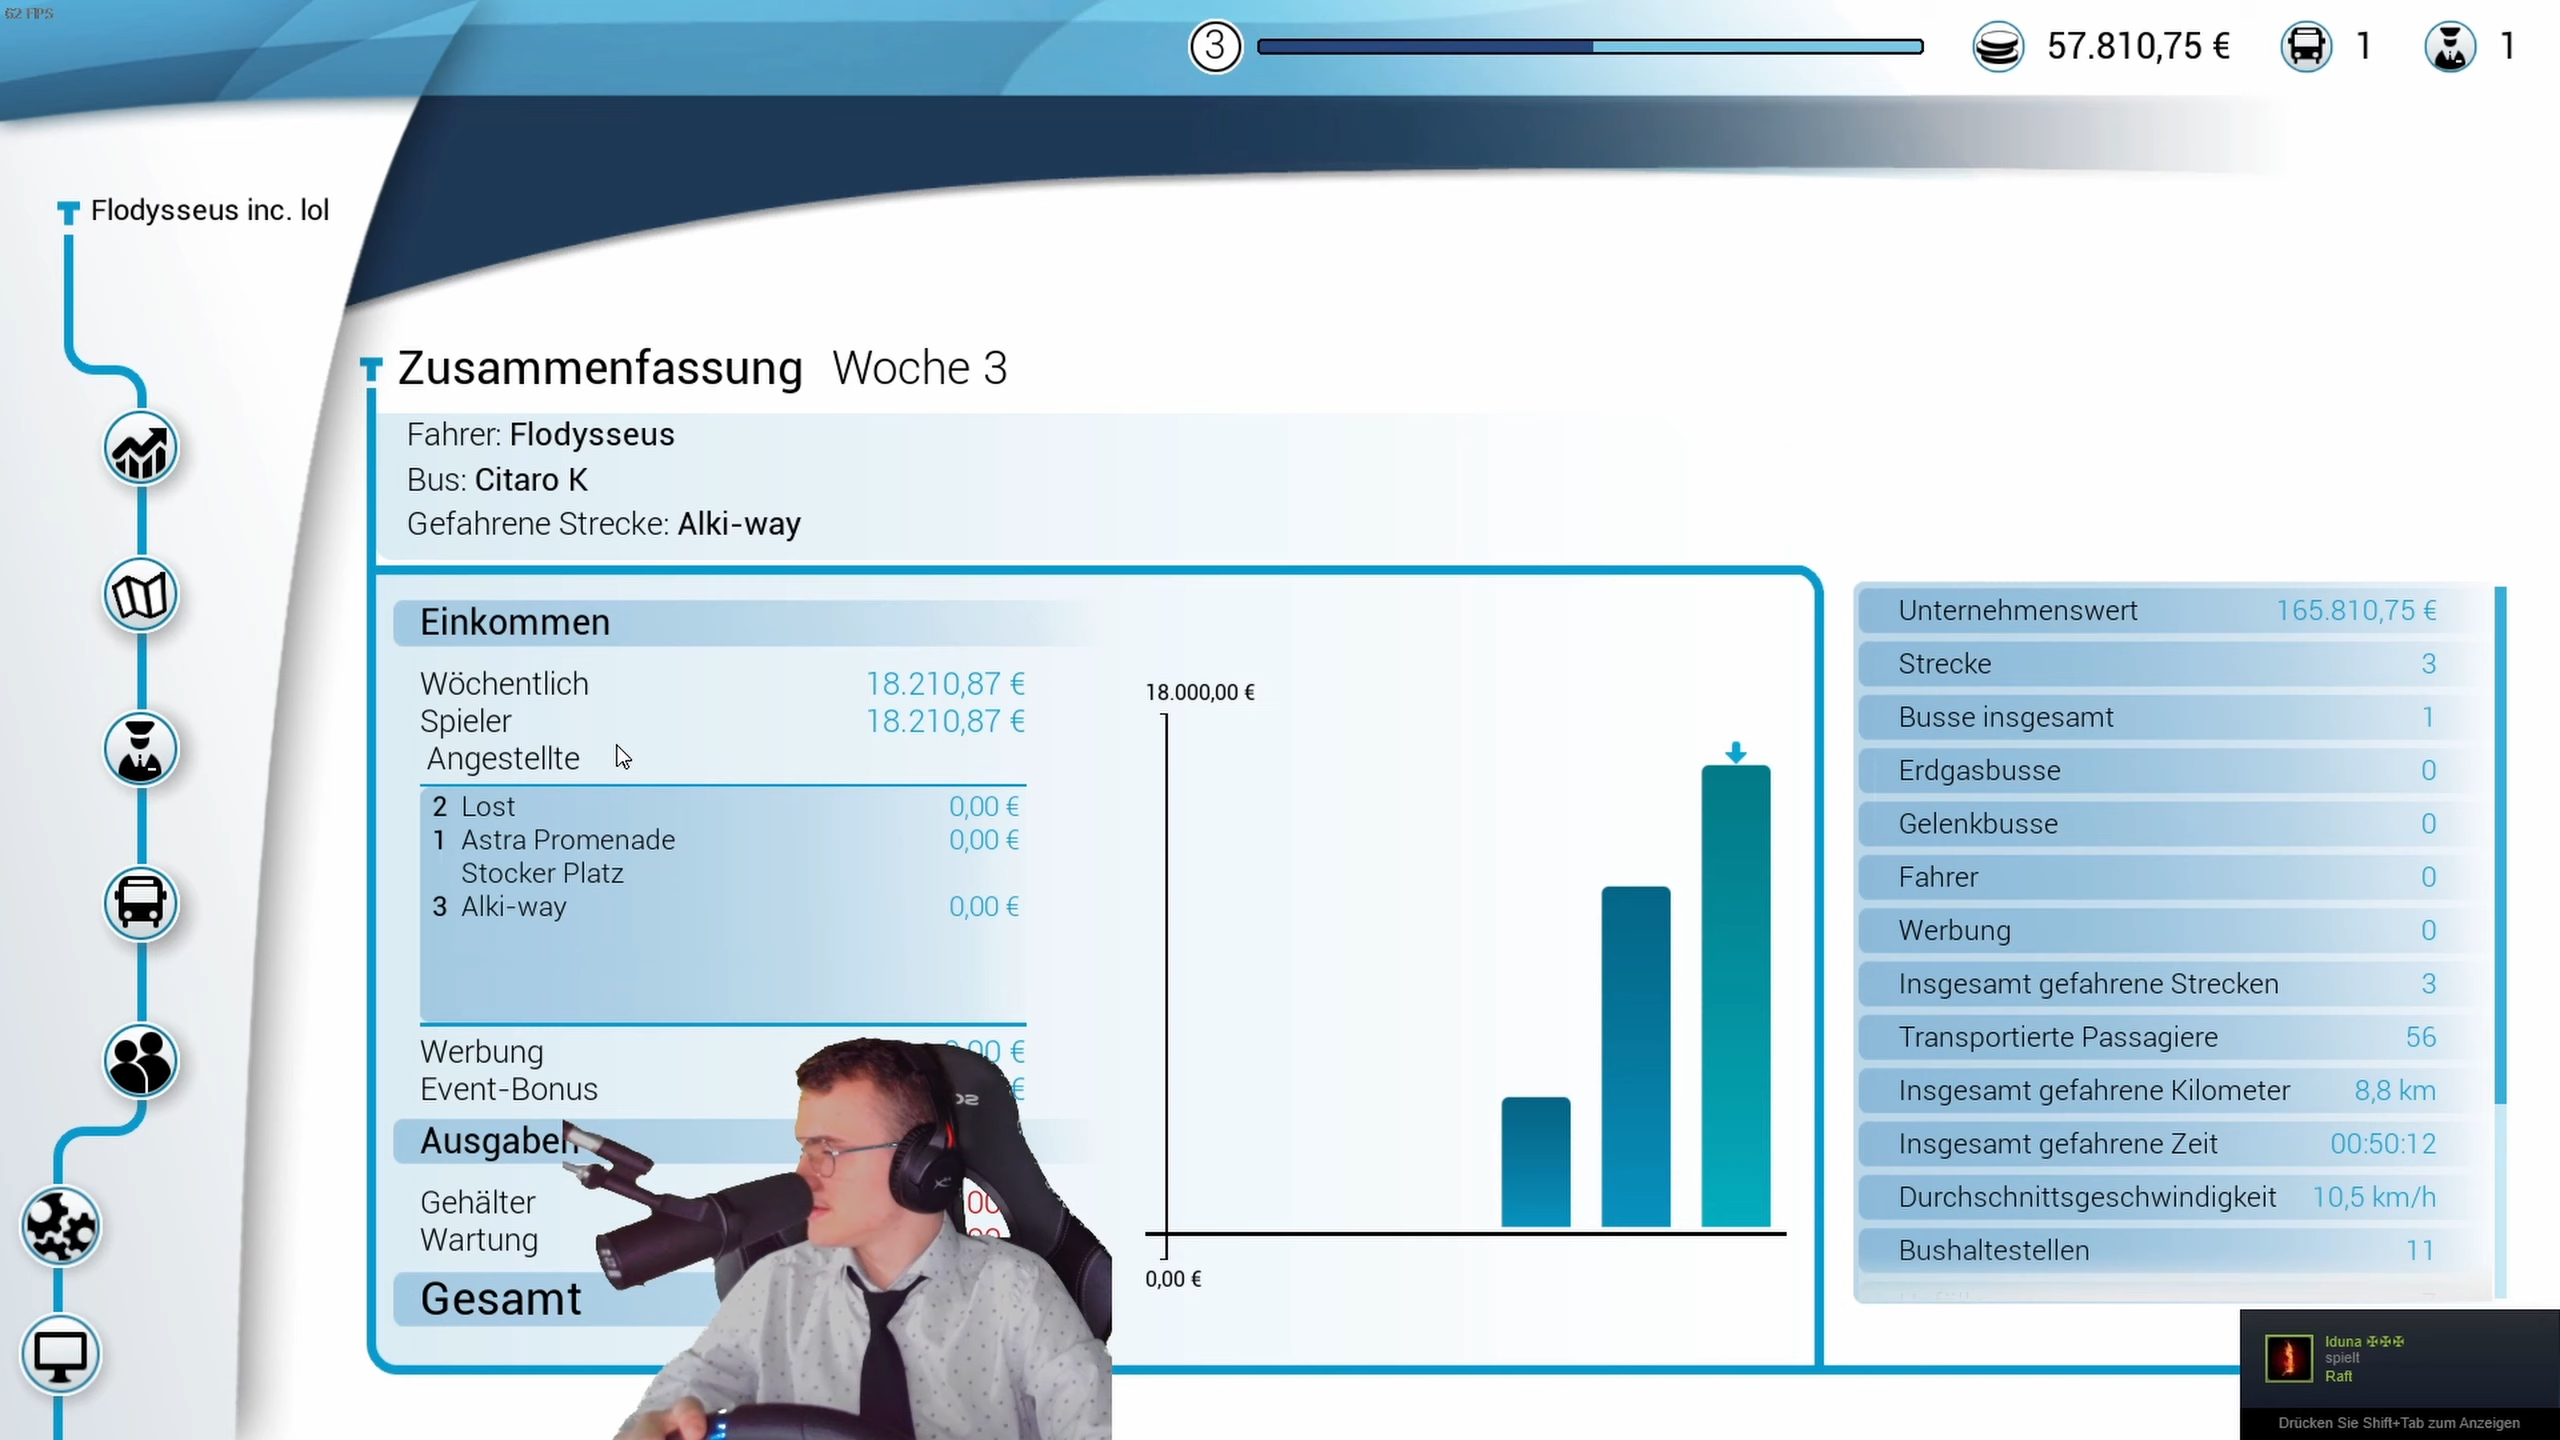 62 FPS
3
57.810,75 €
1
1
Flodysseus inc. lol
Zusammenfassung Woche 3
Fahrer: Flodysseus
Bus: Citaro K
Gefahrene Strecke: Alki-way
Einkommen
Wöchentlich 18.210,87 €
Spieler 18.210,87 €
Angestellte
2 Lost 0,00 €
1 Astra Promenade 0,00 €
Stocker Platz
3 Alki-way 0,00 €
Werbung €
Event-Bonus €
Ausgaben
Gehälter
Wartung
Gesamt
18.000,00 €
0,00 €
Unternehmenswert 165.810,75 €
Strecke 3
Busse insgesamt 1
Erdgasbusse 0
Gelenkbusse 0
Fahrer 0
Werbung 0
Insgesamt gefahrene Strecken 3
Transportierte Passagiere 56
Insgesamt gefahrene Kilometer 8,8 km
Insgesamt gefahrene Zeit 00:50:12
Durchschnittsgeschwindigkeit 10,5 km/h
Bushaltestellen 11
Iduna ✠✠✠
spielt
Raft
Drücken Sie Shift+Tab zum Anzeigen